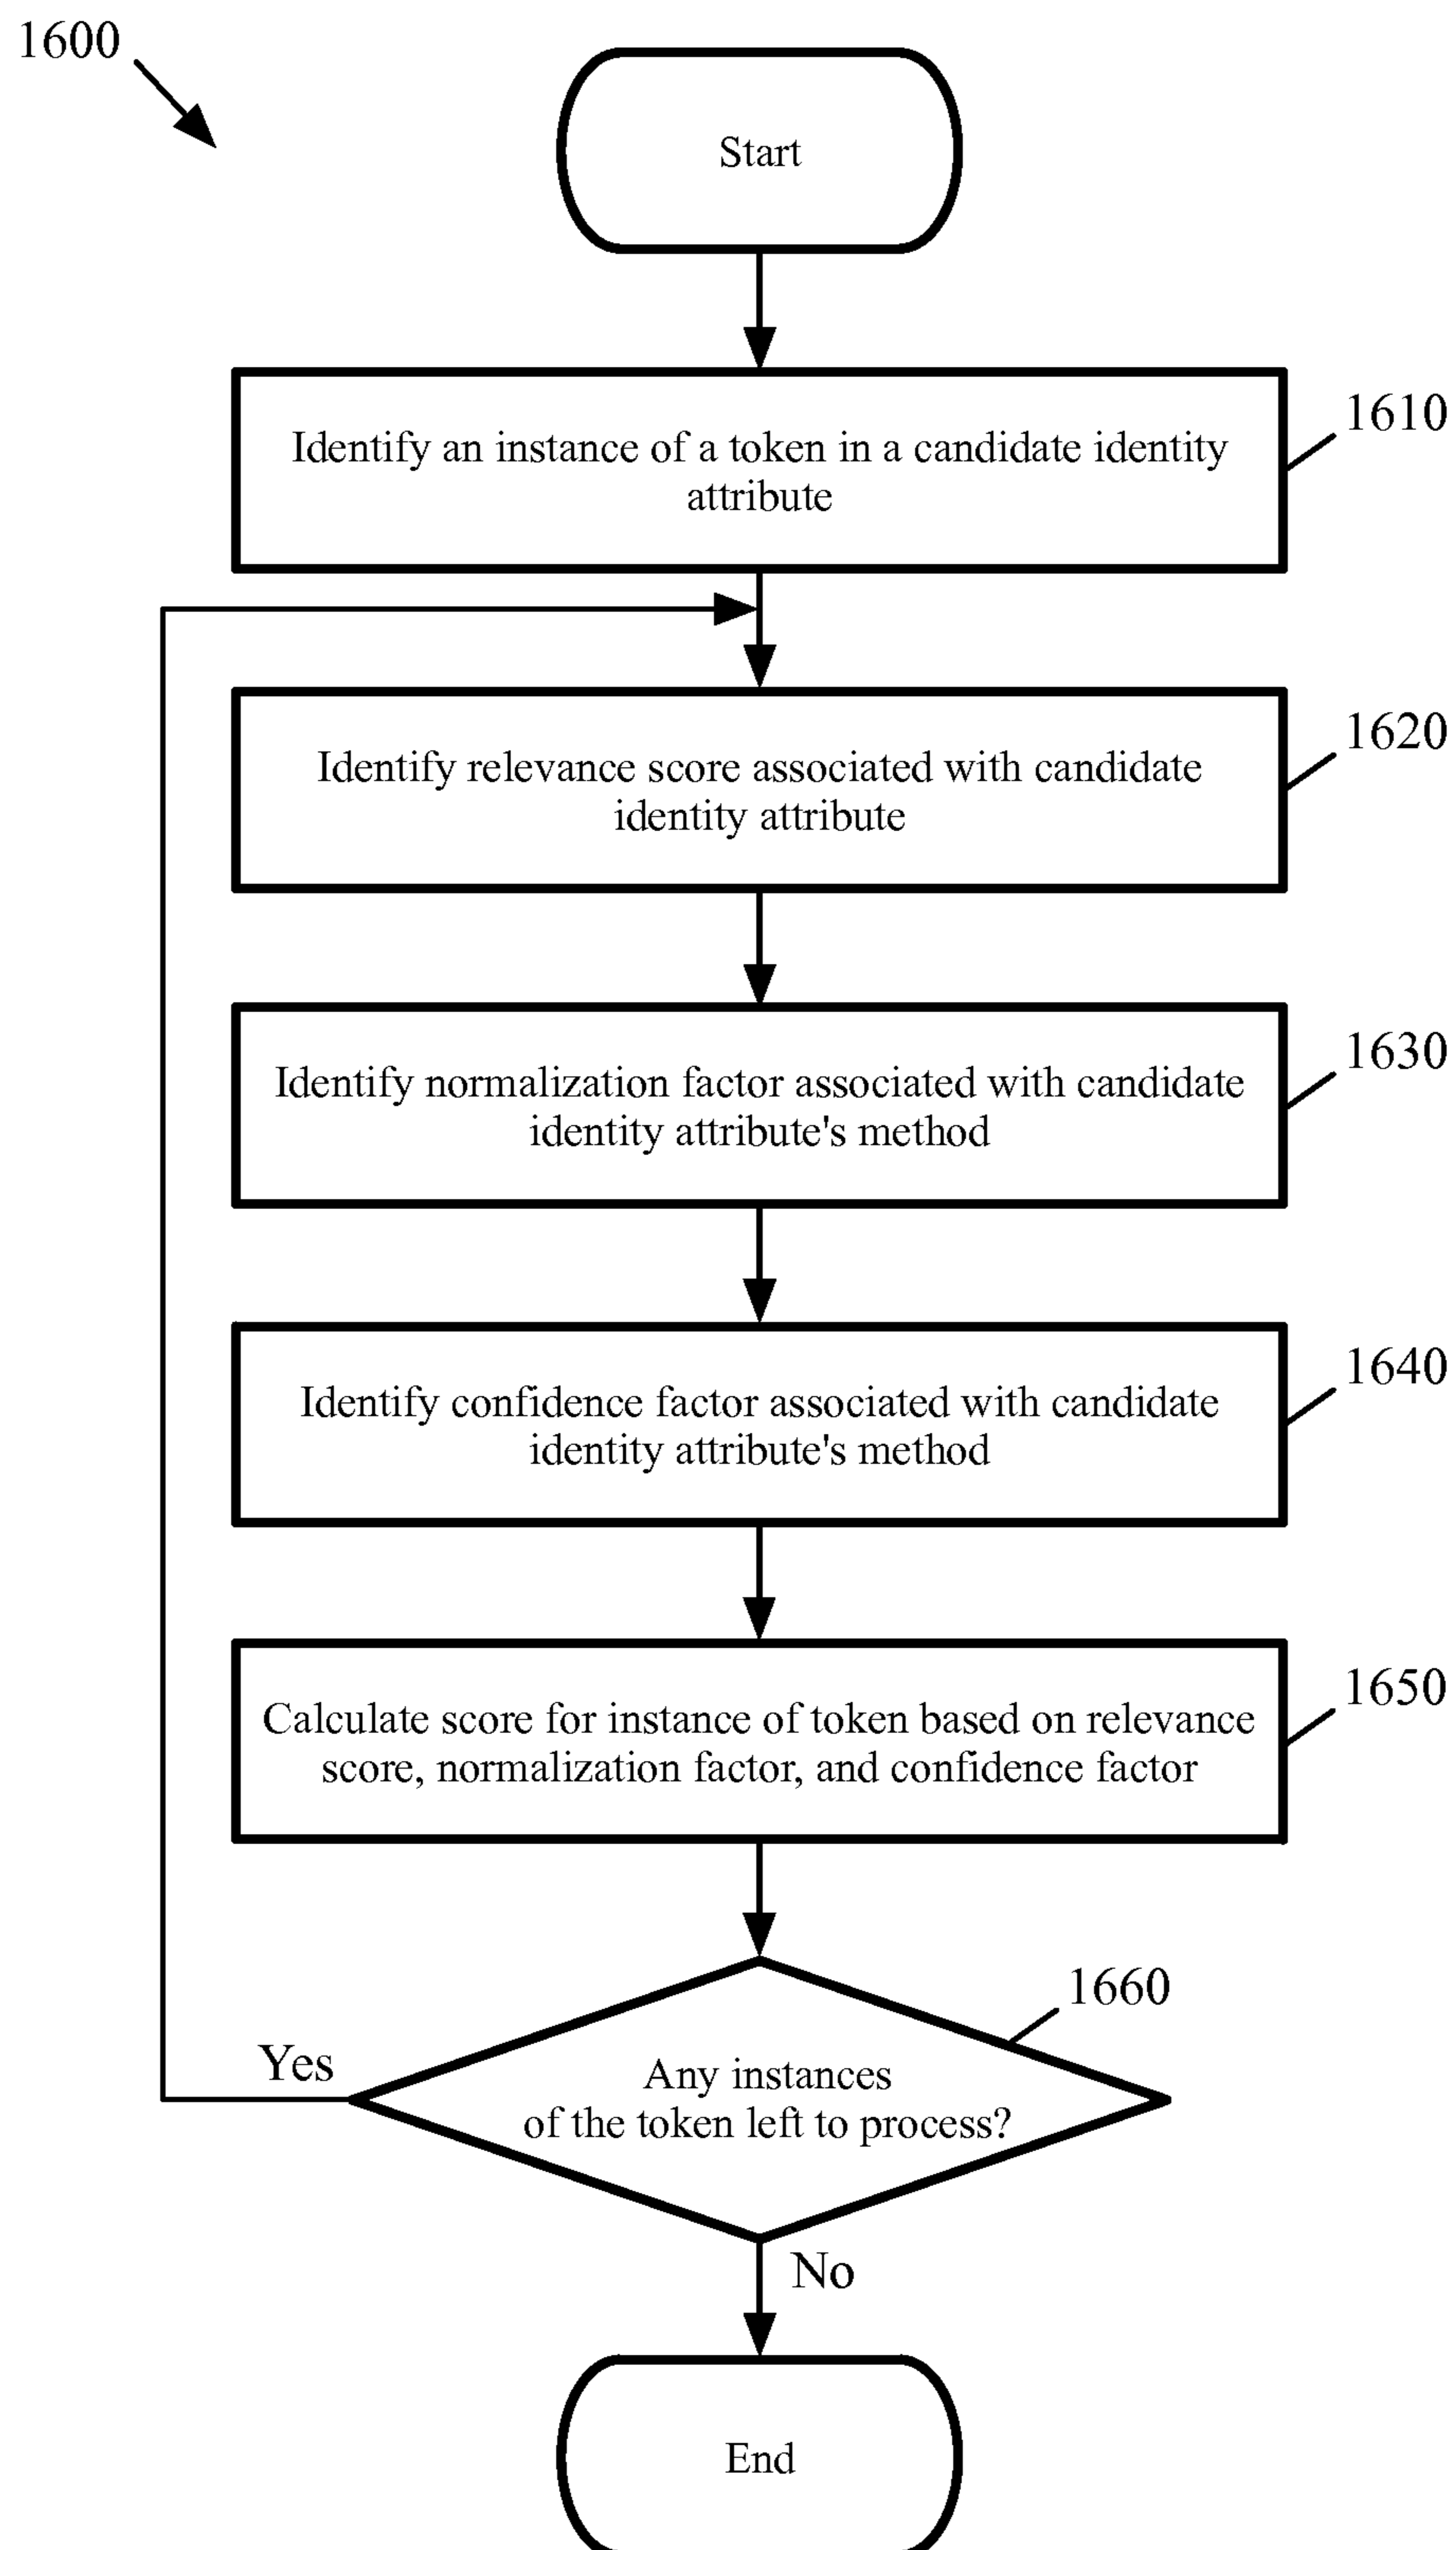 1600
Start
Identify an instance of a token in a candidate identity
attribute
1610
Identify relevance score associated with candidate
identity attribute
1620
Identify normalization factor associated with candidate
identity attribute's method
1630
Identify confidence factor associated with candidate
identity attribute's method
1640
Calculate score for instance of token based on relevance
score, normalization factor, and confidence factor
1650
1660
Any instances
of the token left to process?
Yes
No
End